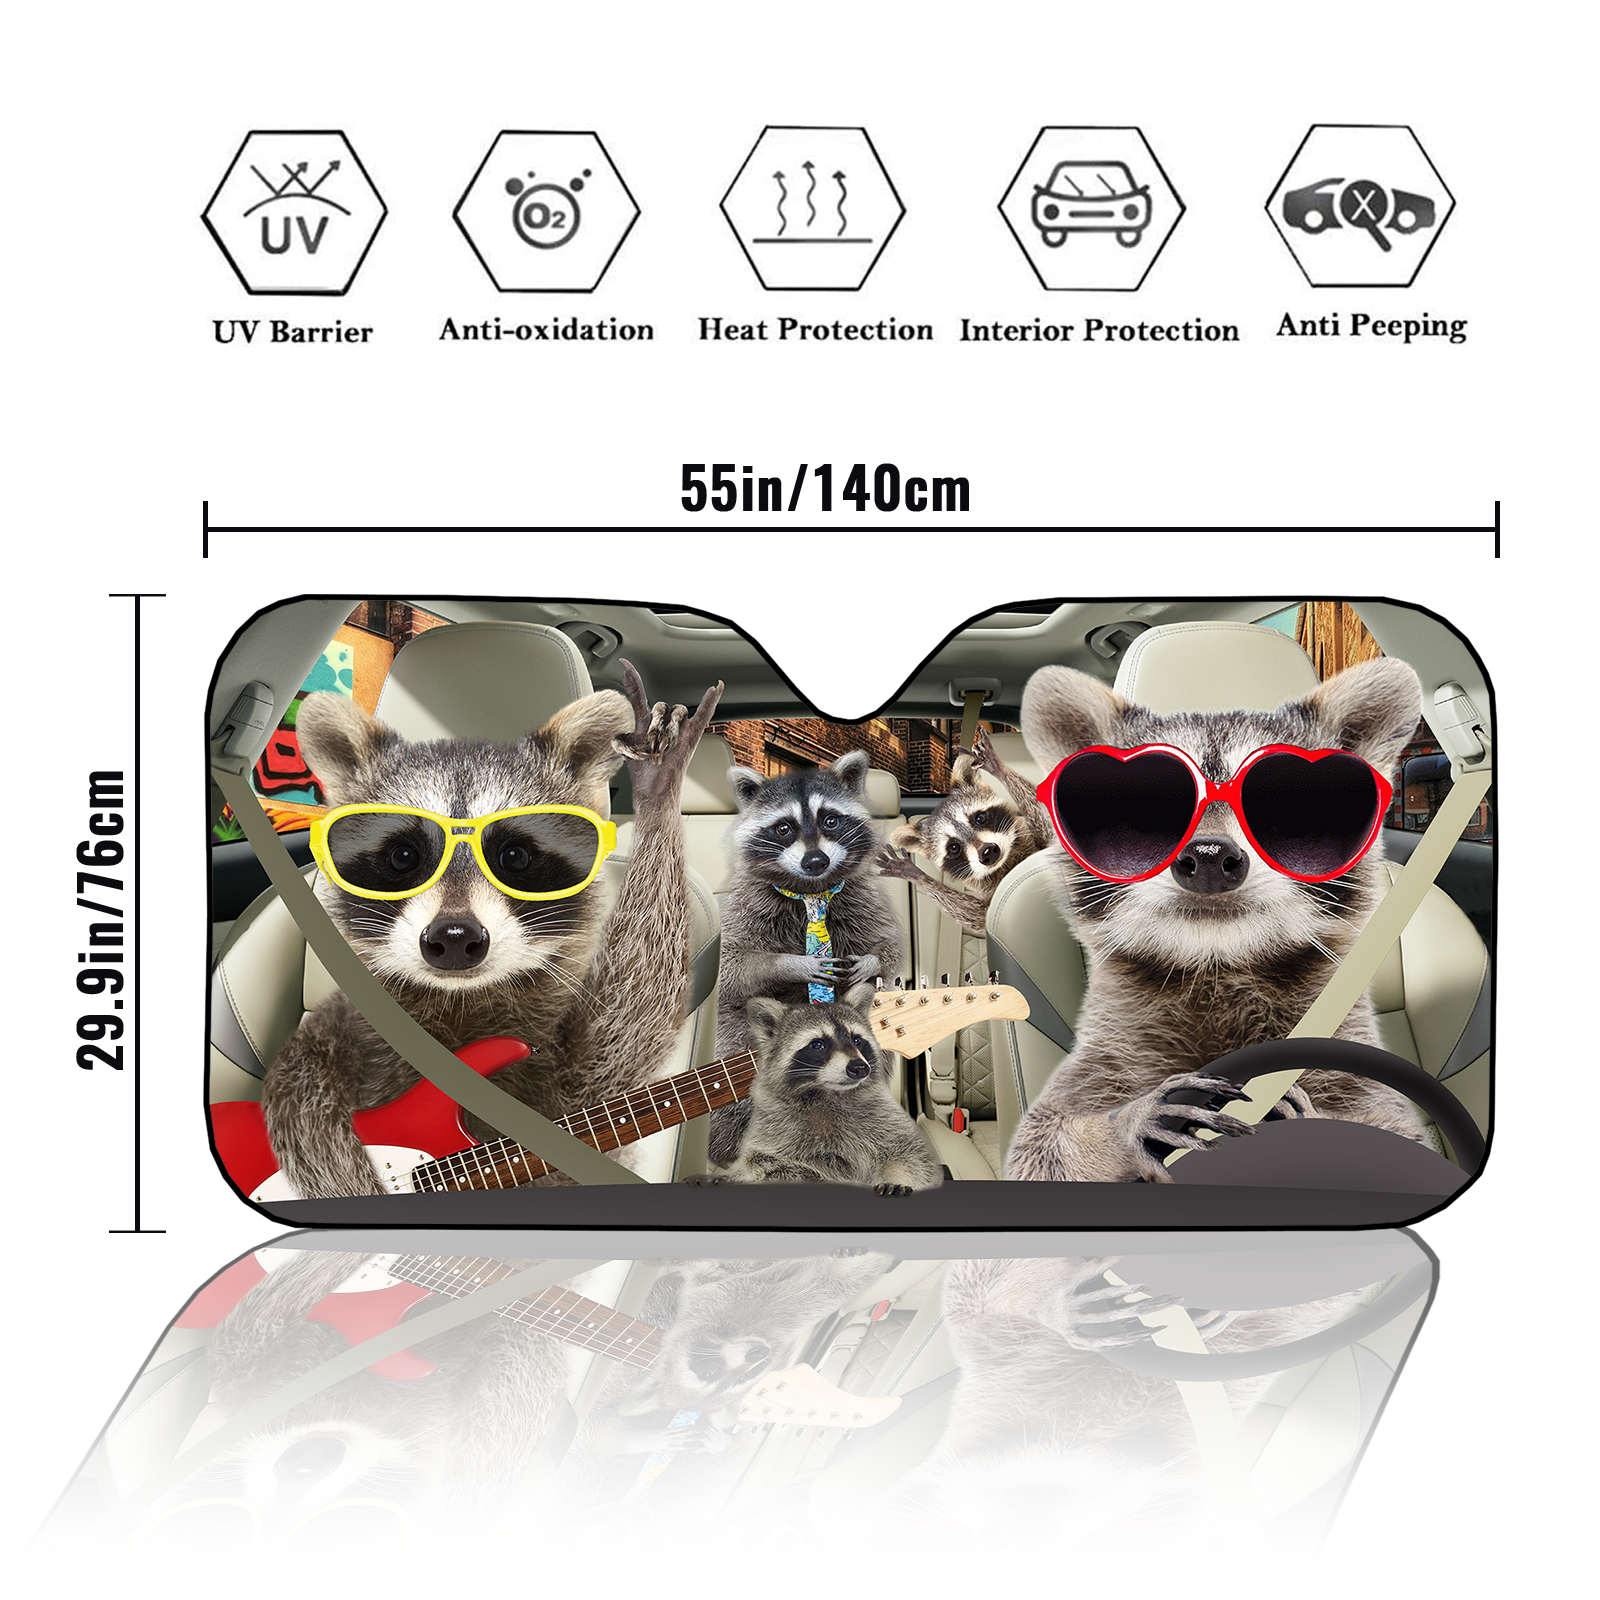 UV
O2
X
UV Barrier
Anti-oxidation
Heat Protection
Interior Protection
Anti Peeping
55in/140cm
29.9in/76cm